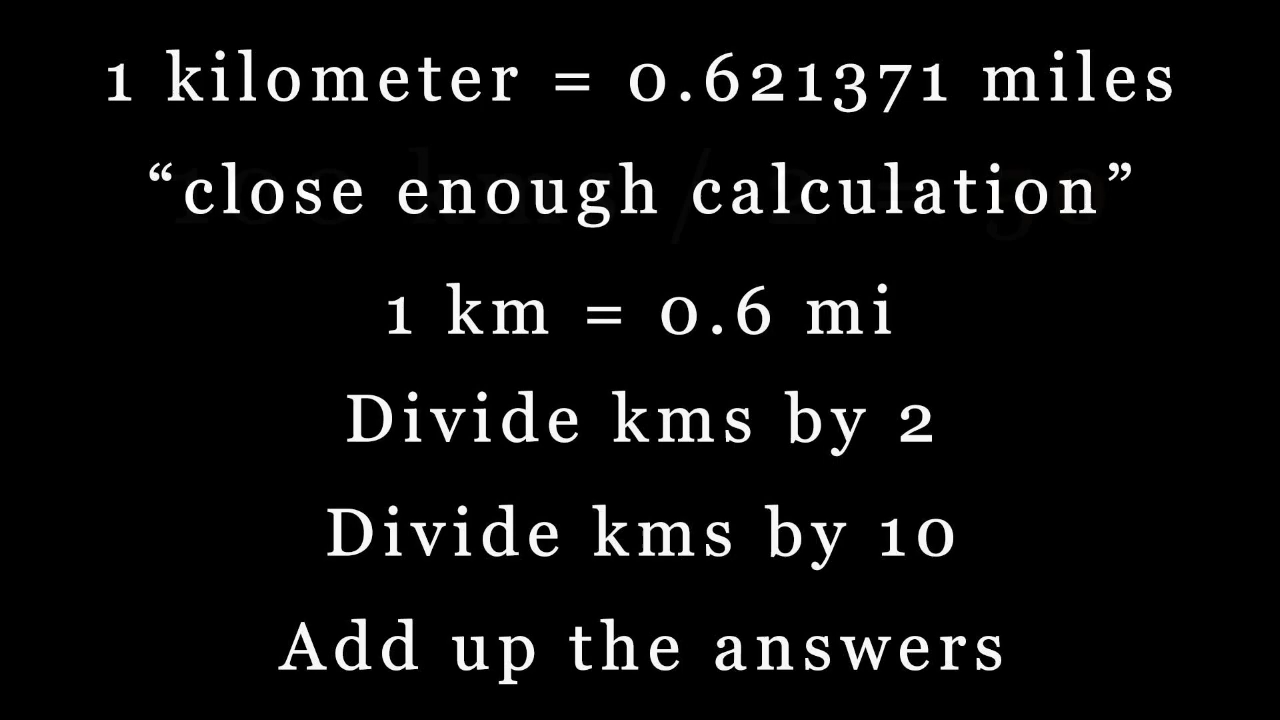 1 kilometer = 0.621371 miles
“close enough calculation”
1 km = 0.6 mi
Divide kms by 2
Divide kms by 10
Add up the answers